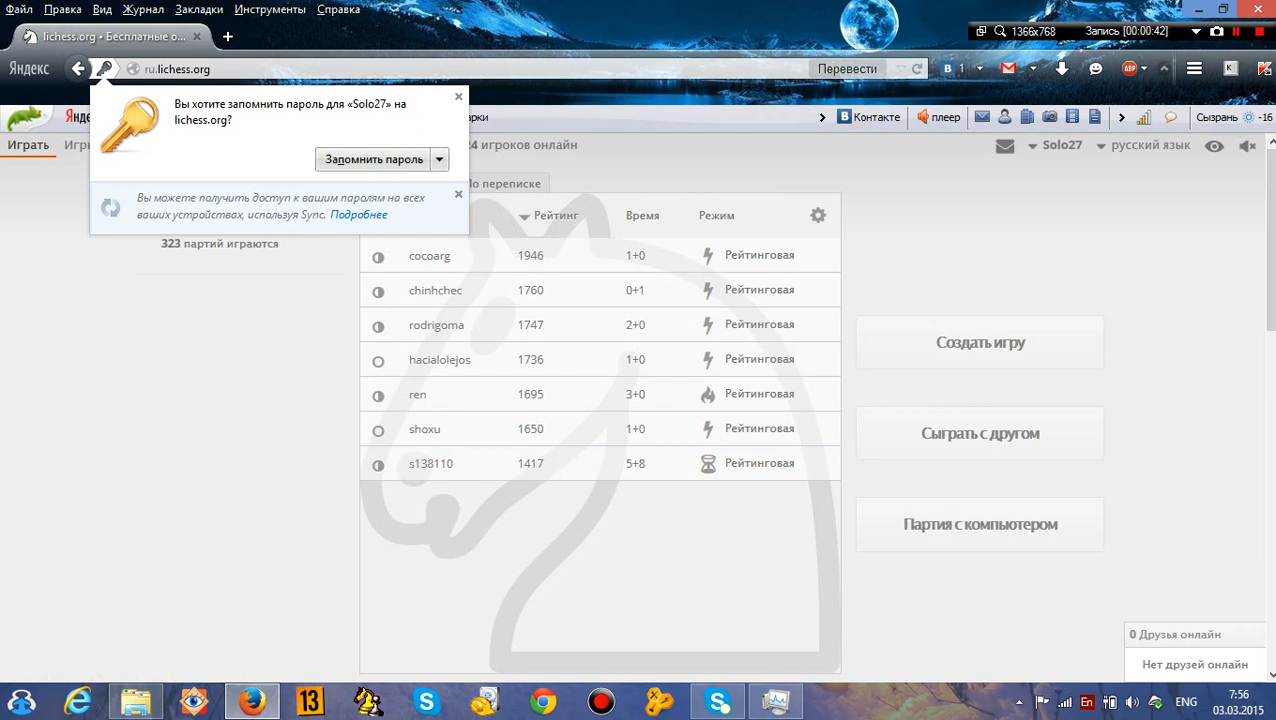 Файл Правка Вид Журнал Закладки Инструменты Справка
lichess.org • Бесплатные о...
1366x768 Запись [00:00:42]
Яндекс ru.lichess.org Перевести 1
Вы хотите запомнить пароль для «Solo27» на
lichess.org?
Запомнить пароль
Вы можете получить доступ к вашим паролям на всех
ваших устройствах, используя Sync. Подробнее
Контакте плеер Сызрань -16
Играть 4 игроков онлайн Solo27 русский язык
По переписке
Рейтинг Время Режим
323 партий играются
cocoarg 1946 1+0 Рейтинговая
chinhchec 1760 0+1 Рейтинговая
rodrigoma 1747 2+0 Рейтинговая
hacialolejos 1736 1+0 Рейтинговая
ren 1695 3+0 Рейтинговая
shoxu 1650 1+0 Рейтинговая
s138110 1417 5+8 Рейтинговая
Создать игру
Сыграть с другом
Партия с компьютером
0 Друзья онлайн
Нет друзей онлайн
13 En ENG 7:56
03.03.2015